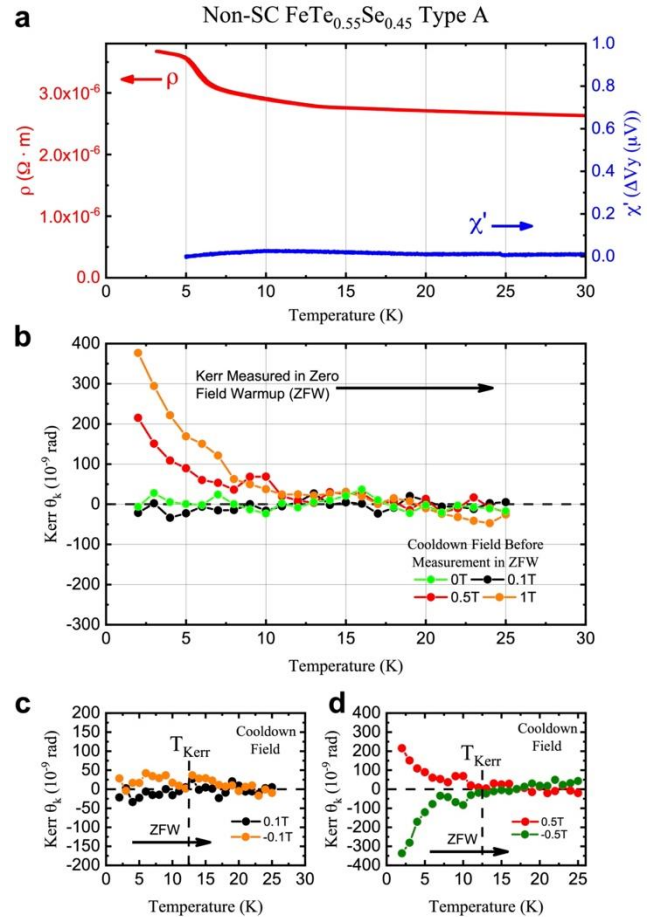 a
Non-SC FeTe0.55Se0.45 Type A
ρ (Ω · m)
3.0x10-6
2.0x10-6
1.0x10-6
0.0
ρ
χ'
1.0
0.8
0.6
0.4
0.2
0.0
χ' (ΔVy (μV))
0 5 10 15 20 25 30
Temperature (K)
b
Kerr θk (10-9 rad)
400
300
200
100
0
-100
-200
-300
Kerr Measured in Zero
Field Warmup (ZFW)
Cooldown Field Before
Measurement in ZFW
0T 0.1T
0.5T 1T
0 5 10 15 20 25 30
Temperature (K)
c
Kerr θk (10-9 rad)
200
150
100
50
0
-50
-100
-150
-200
TKerr
Cooldown
Field
ZFW
0.1T
-0.1T
0 5 10 15 20 25 30
Temperature (K)
d
Kerr θk (10-9 rad)
400
300
200
100
0
-100
-200
-300
-400
TKerr
Cooldown
Field
ZFW
0.5T
-0.5T
0 5 10 15 20 25
Temperature (K)